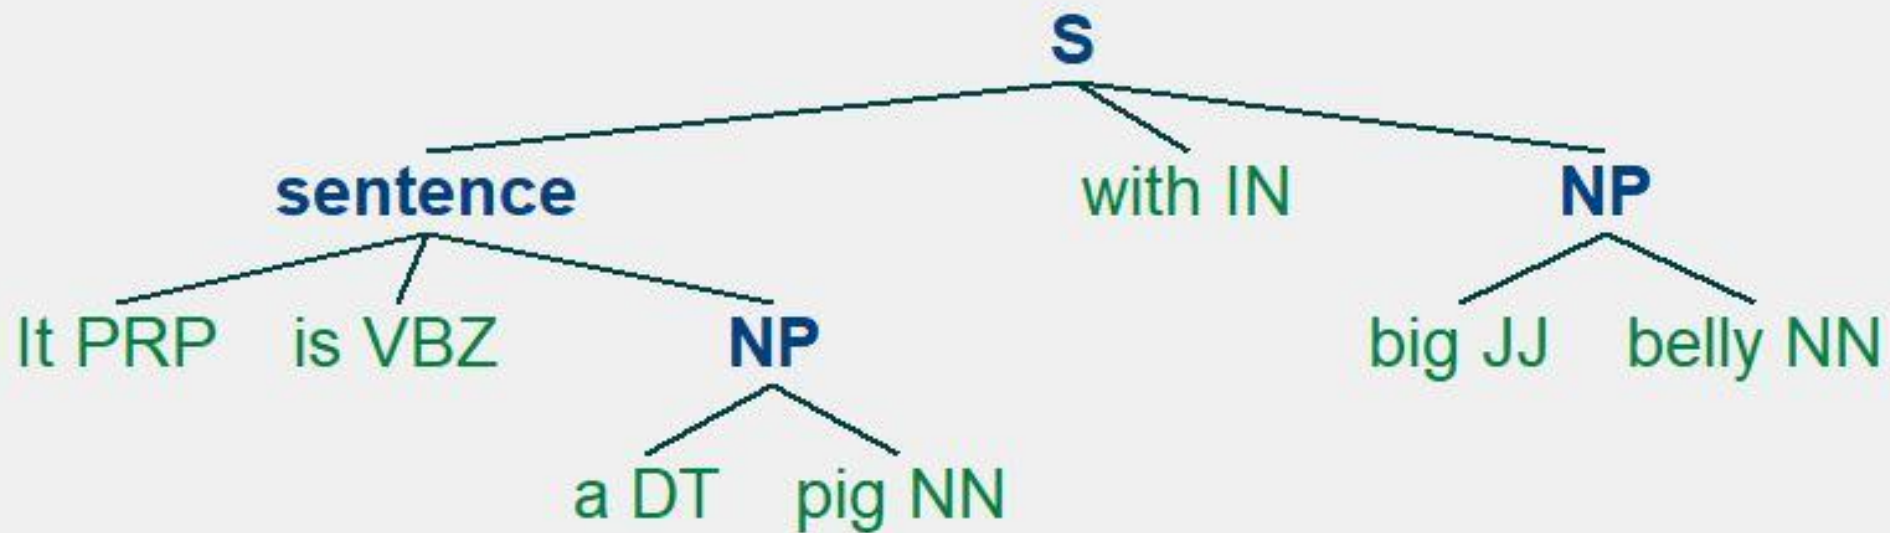 S
sentence with IN NP
It PRP is VBZ NP big JJ belly NN
a DT pig NN